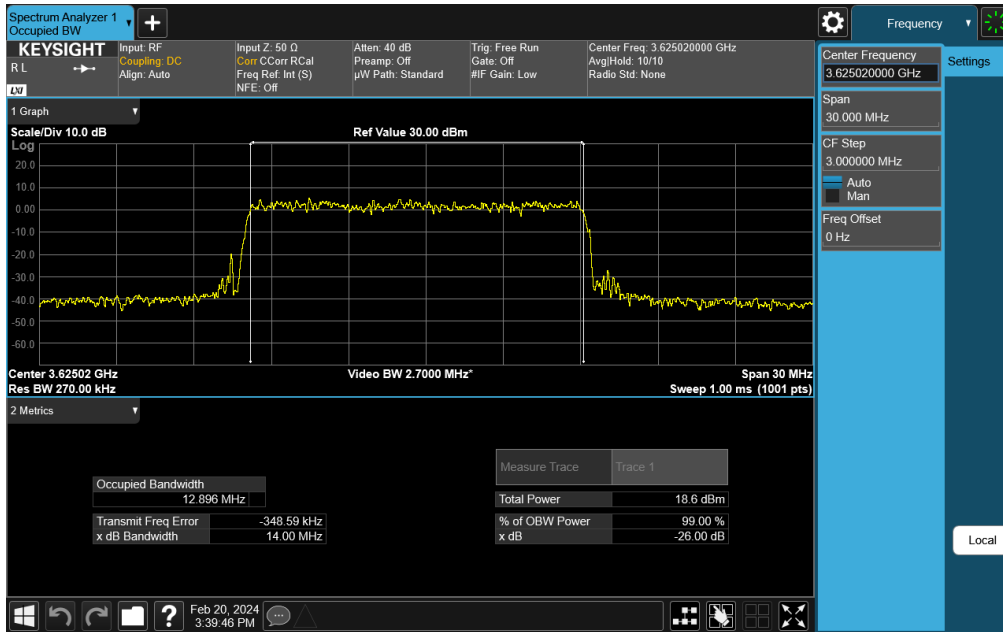 Spectrum Analyzer 1
Occupied BW
Frequency
KEYSIGHT
R L
LXI
Input: RF
Coupling: DC
Align: Auto
Input Z: 50 Ω
Corr CCorr RCal
Freq Ref: Int (S)
NFE: Off
Atten: 40 dB
Preamp: Off
µW Path: Standard
Trig: Free Run
Gate: Off
#IF Gain: Low
Center Freq: 3.625020000 GHz
Avg|Hold: 10/10
Radio Std: None
Center Frequency
3.625020000 GHz
Settings
Span
30.000 MHz
CF Step
3.000000 MHz
Auto
Man
Freq Offset
0 Hz
Local
1 Graph
Scale/Div 10.0 dB
Ref Value 30.00 dBm
Log
20.0
10.0
0.00
-10.0
-20.0
-30.0
-40.0
-50.0
-60.0
Center 3.62502 GHz
Video BW 2.7000 MHz*
Span 30 MHz
Res BW 270.00 kHz
Sweep 1.00 ms (1001 pts)
2 Metrics
Occupied Bandwidth
12.896 MHz
Transmit Freq Error -348.59 kHz
x dB Bandwidth 14.00 MHz
Measure Trace Trace 1
Total Power 18.6 dBm
% of OBW Power 99.00 %
x dB -26.00 dB
?
Feb 20, 2024
3:39:46 PM